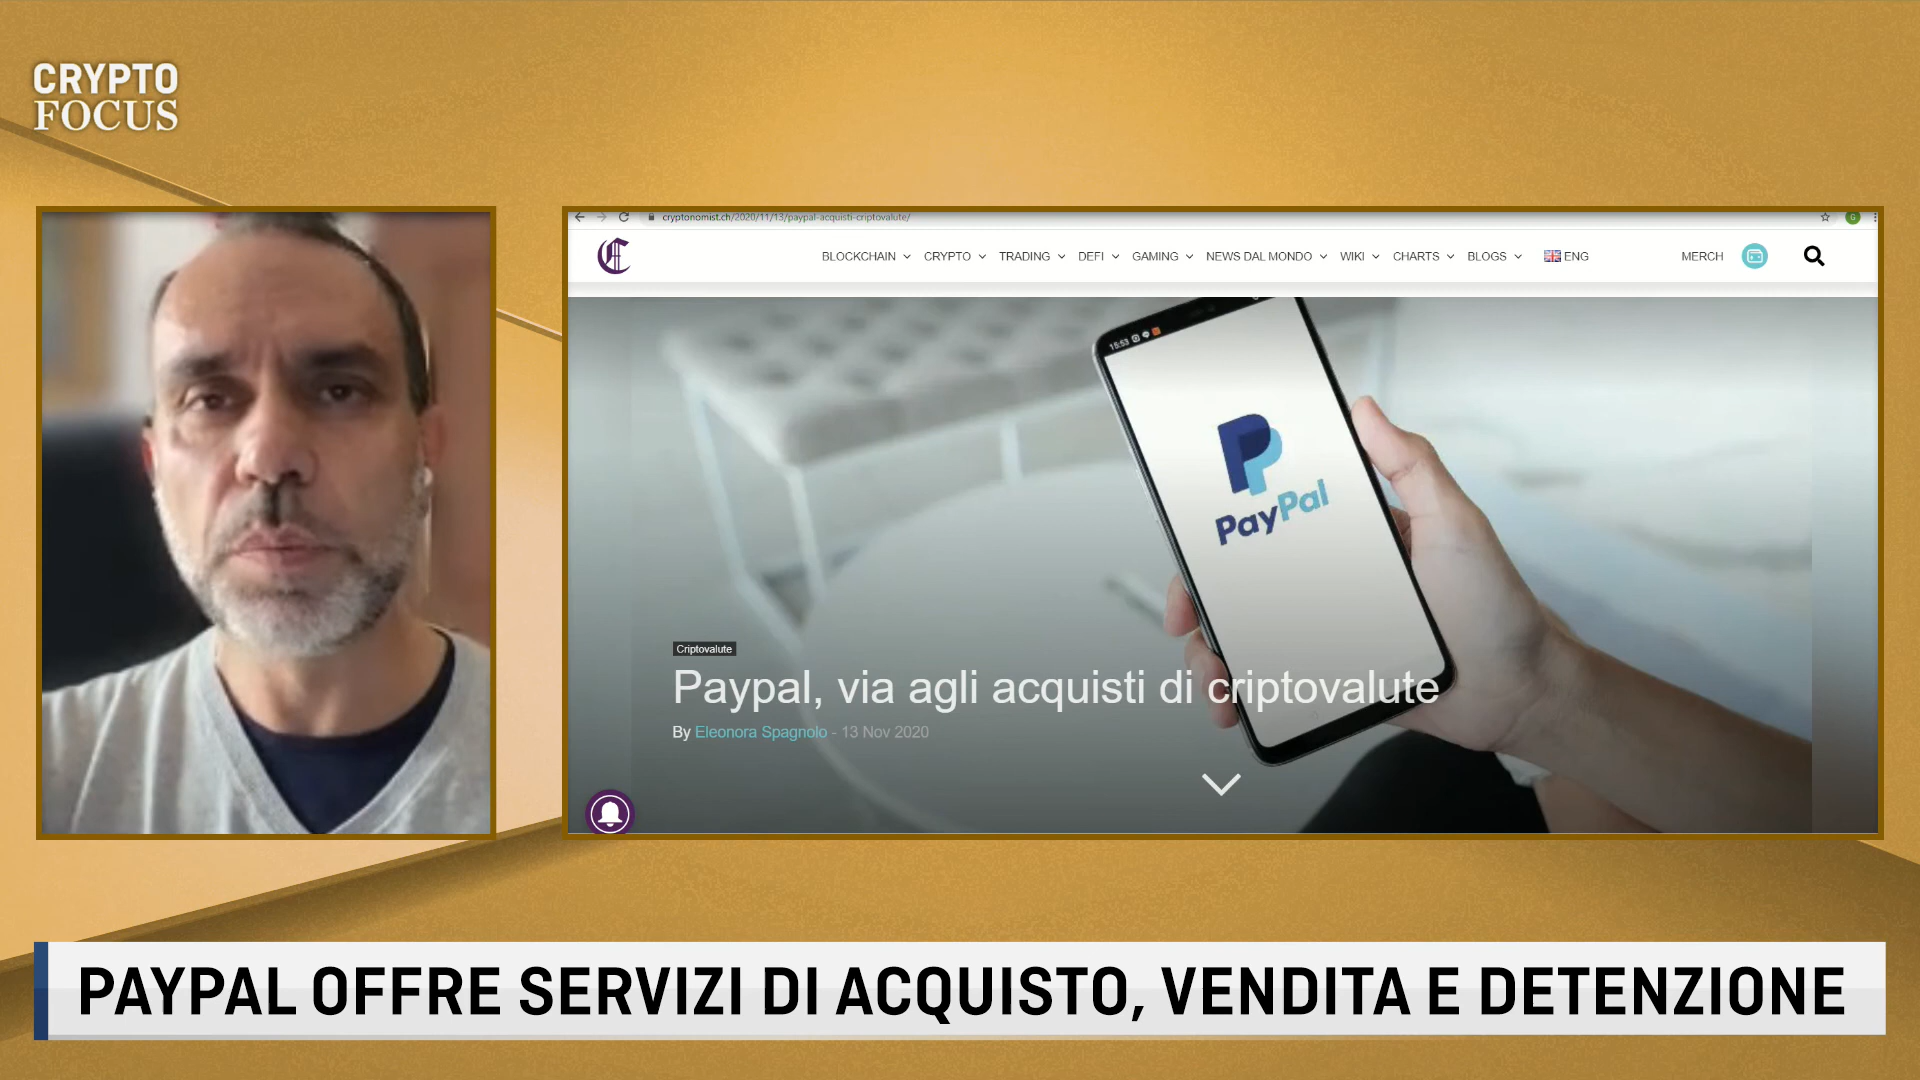 CRYPTO
FOCUS
cryptonomist.ch/2020/11/13/paypal-acquisti-criptovalute/
G
BLOCKCHAIN CRYPTO TRADING DEFI GAMING NEWS DAL MONDO WIKI CHARTS BLOGS ENG MERCH
15:53
PayPal
Criptovalute
Paypal, via agli acquisti di criptovalute
By Eleonora Spagnolo - 13 Nov 2020
PAYPAL OFFRE SERVIZI DI ACQUISTO, VENDITA E DETENZIONE